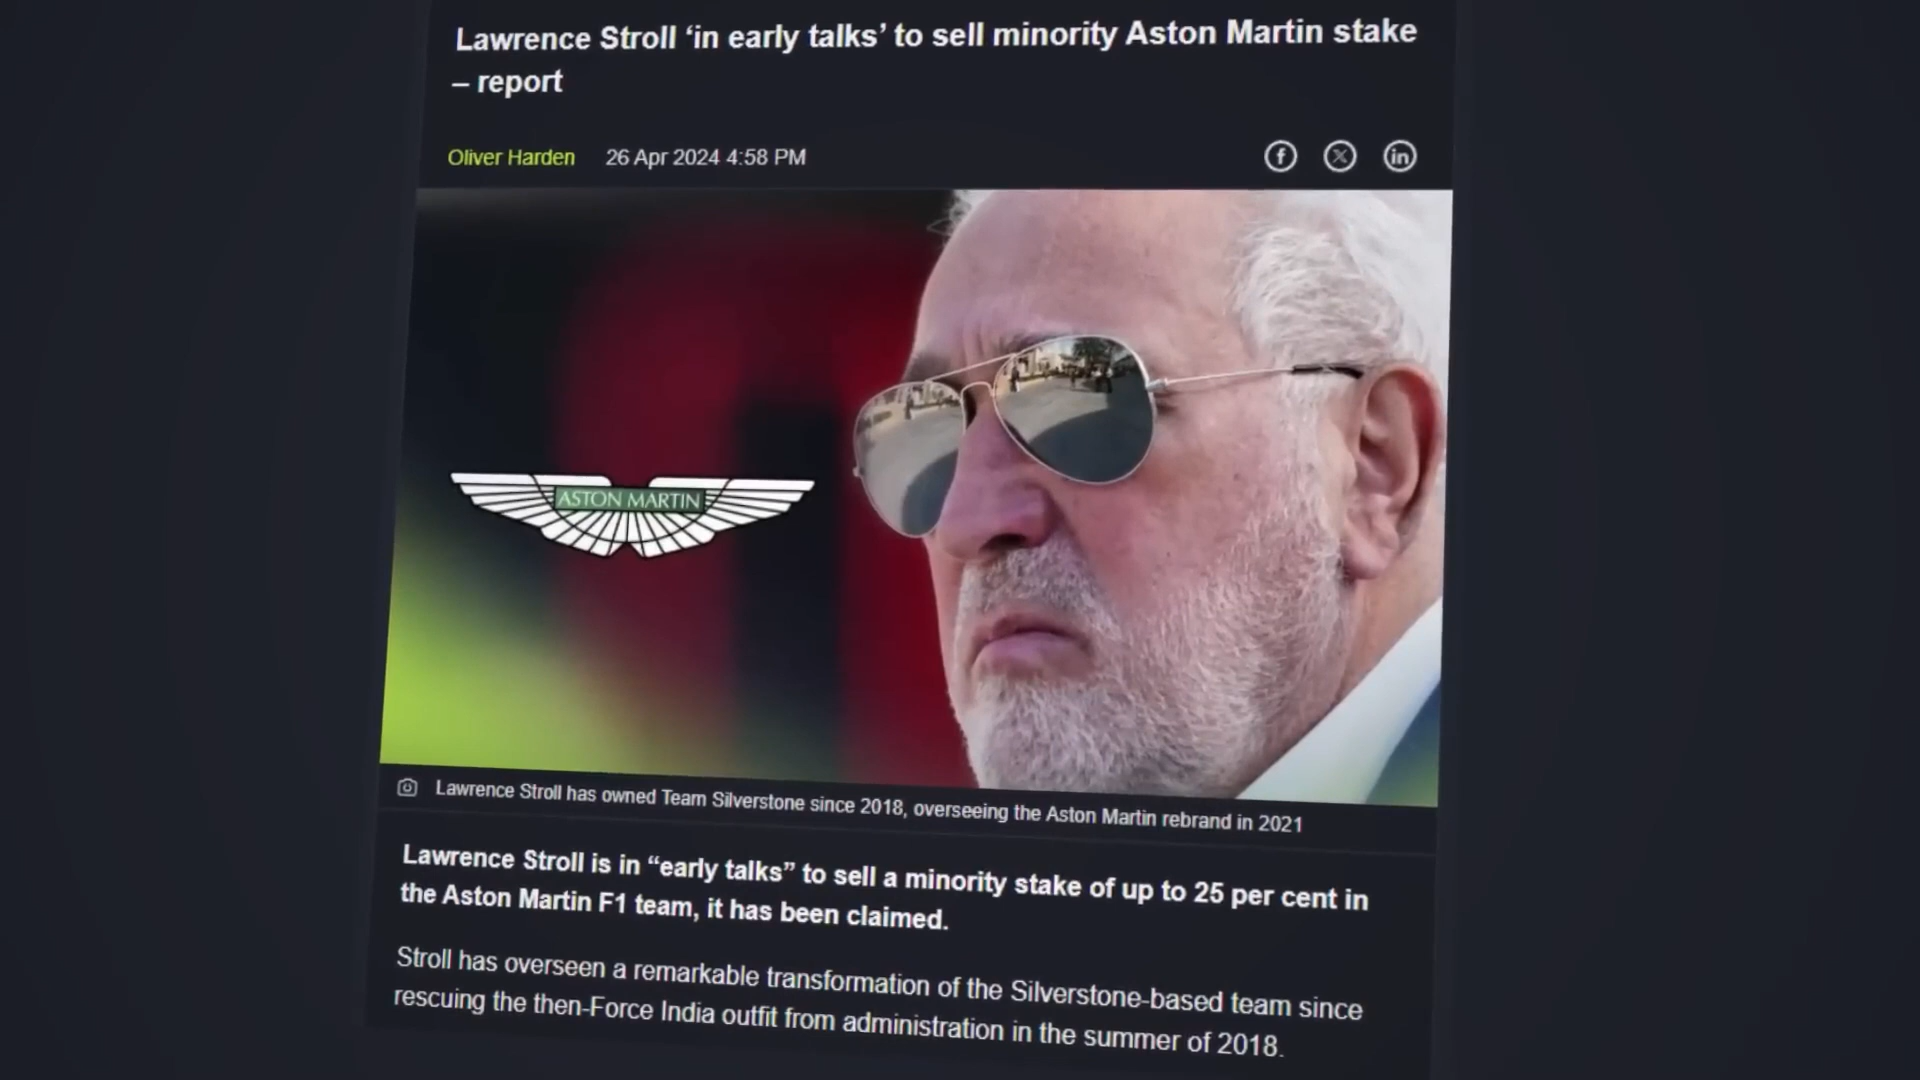 Lawrence Stroll ‘in early talks’ to sell minority Aston Martin stake
– report
Oliver Harden 26 Apr 2024 4:58 PM
ASTON MARTIN
Lawrence Stroll has owned Team Silverstone since 2018, overseeing the Aston Martin rebrand in 2021
Lawrence Stroll is in “early talks” to sell a minority stake of up to 25 per cent in
the Aston Martin F1 team, it has been claimed.
Stroll has overseen a remarkable transformation of the Silverstone-based team since
rescuing the then-Force India outfit from administration in the summer of 2018.